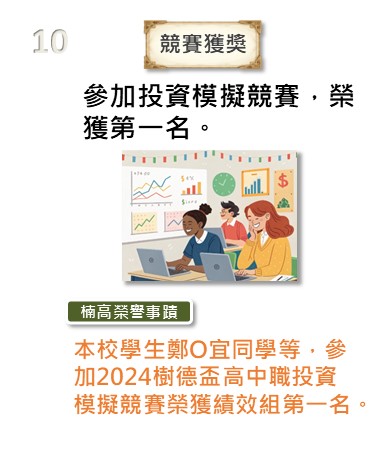 10
競賽獲獎
參加投資模擬競賽，榮
獲第一名。
楠高榮譽事蹟
本校學生鄭O宜同學等，參
加2024樹德盃高中職投資
模擬競賽榮獲績效組第一名。